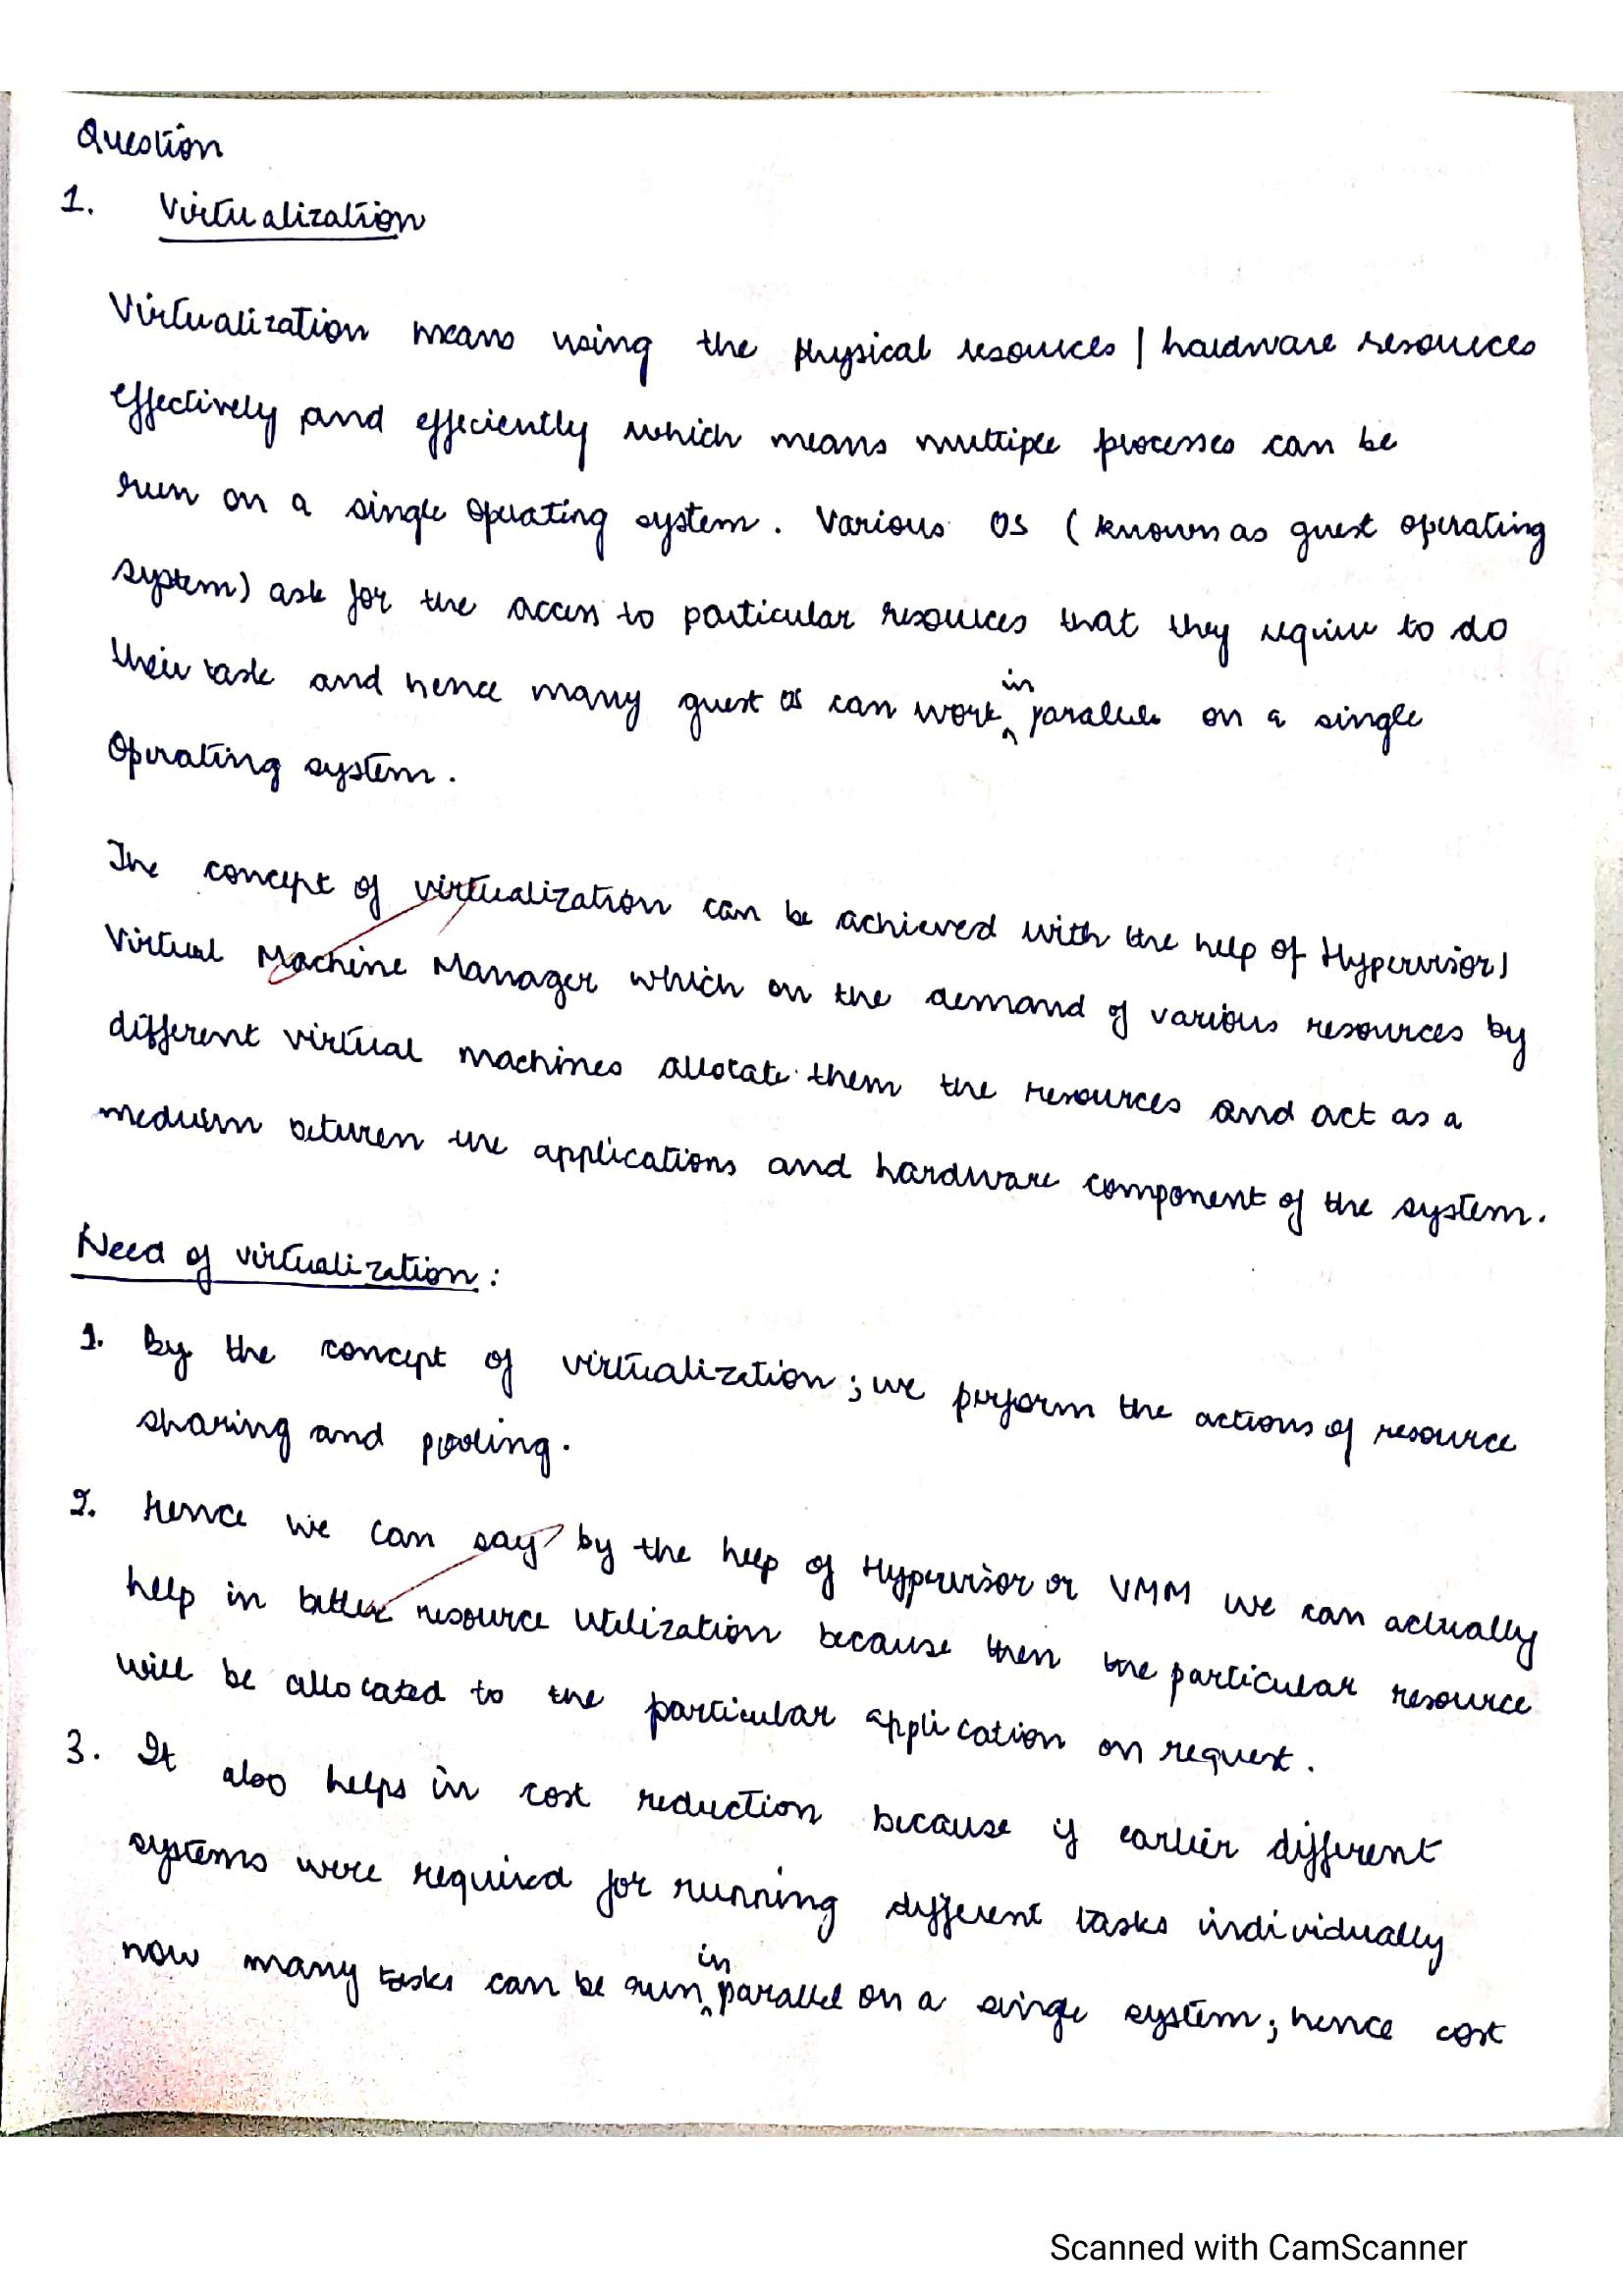 Question
1. Virtualization
Virtualization means using the physical resources / hardware resources
effectively and effeciently which means multiple processes can be
run on a single operating system. Various OS (known as guest operating
system) ask for the access to particular resources that they require to do
their task and hence many guest OS can work in parallel on a single
Operating system.
The concept of virtualization can be achieved with the help of Hypervisor/
Virtual Machine Manager which on the demand of various resources by
different virtual machines allocate them the resources and act as a
medium between the applications and hardware component of the system.
Need of virtualization :
1. By the concept of virtualization; we perform the actions of resource
sharing and pooling.
2. Hence we can say by the help of Hypervisor or VMM we can actually
help in better resource utilization because then the particular resource
will be allocated to the particular application on request.
3. It also helps in cost reduction because if earlier different
systems were required for running different tasks individually
now many tasks can be run in parallel on a single system; hence cost
Scanned with CamScanner